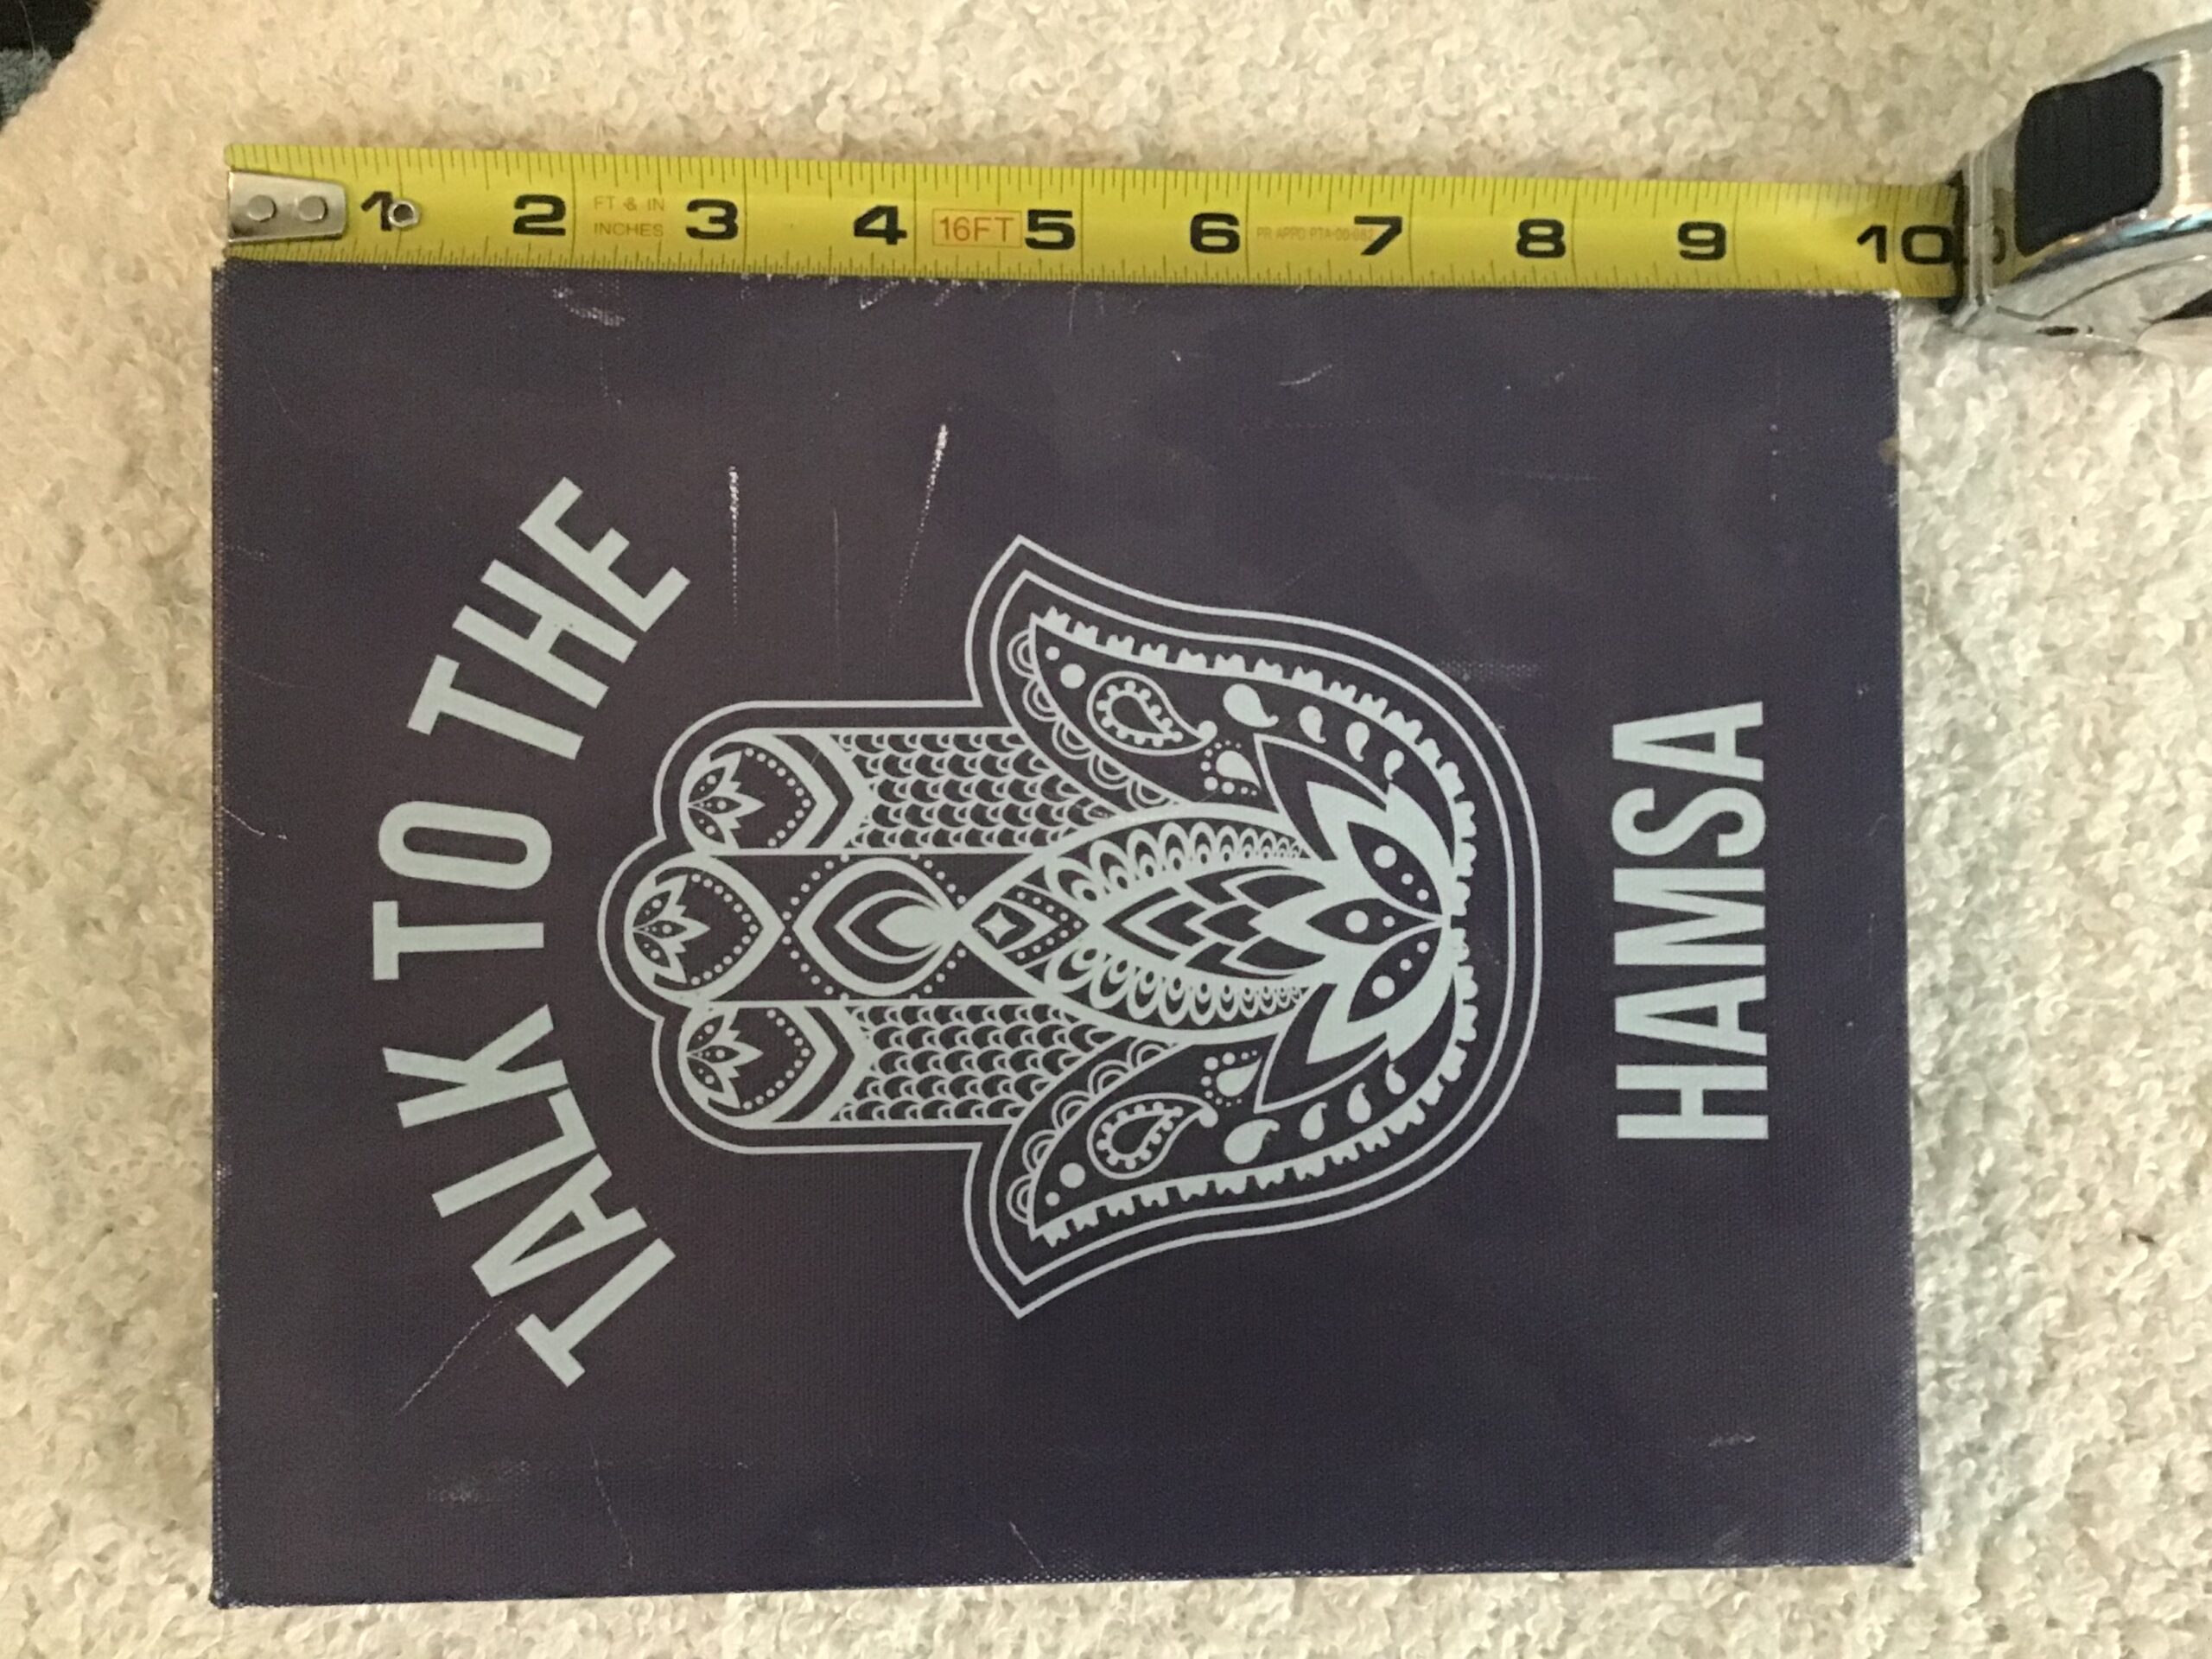 1 2 3 4 5 6 7 8 9 10
FT & IN
INCHES
16FT
TALK TO THE
HAMSA